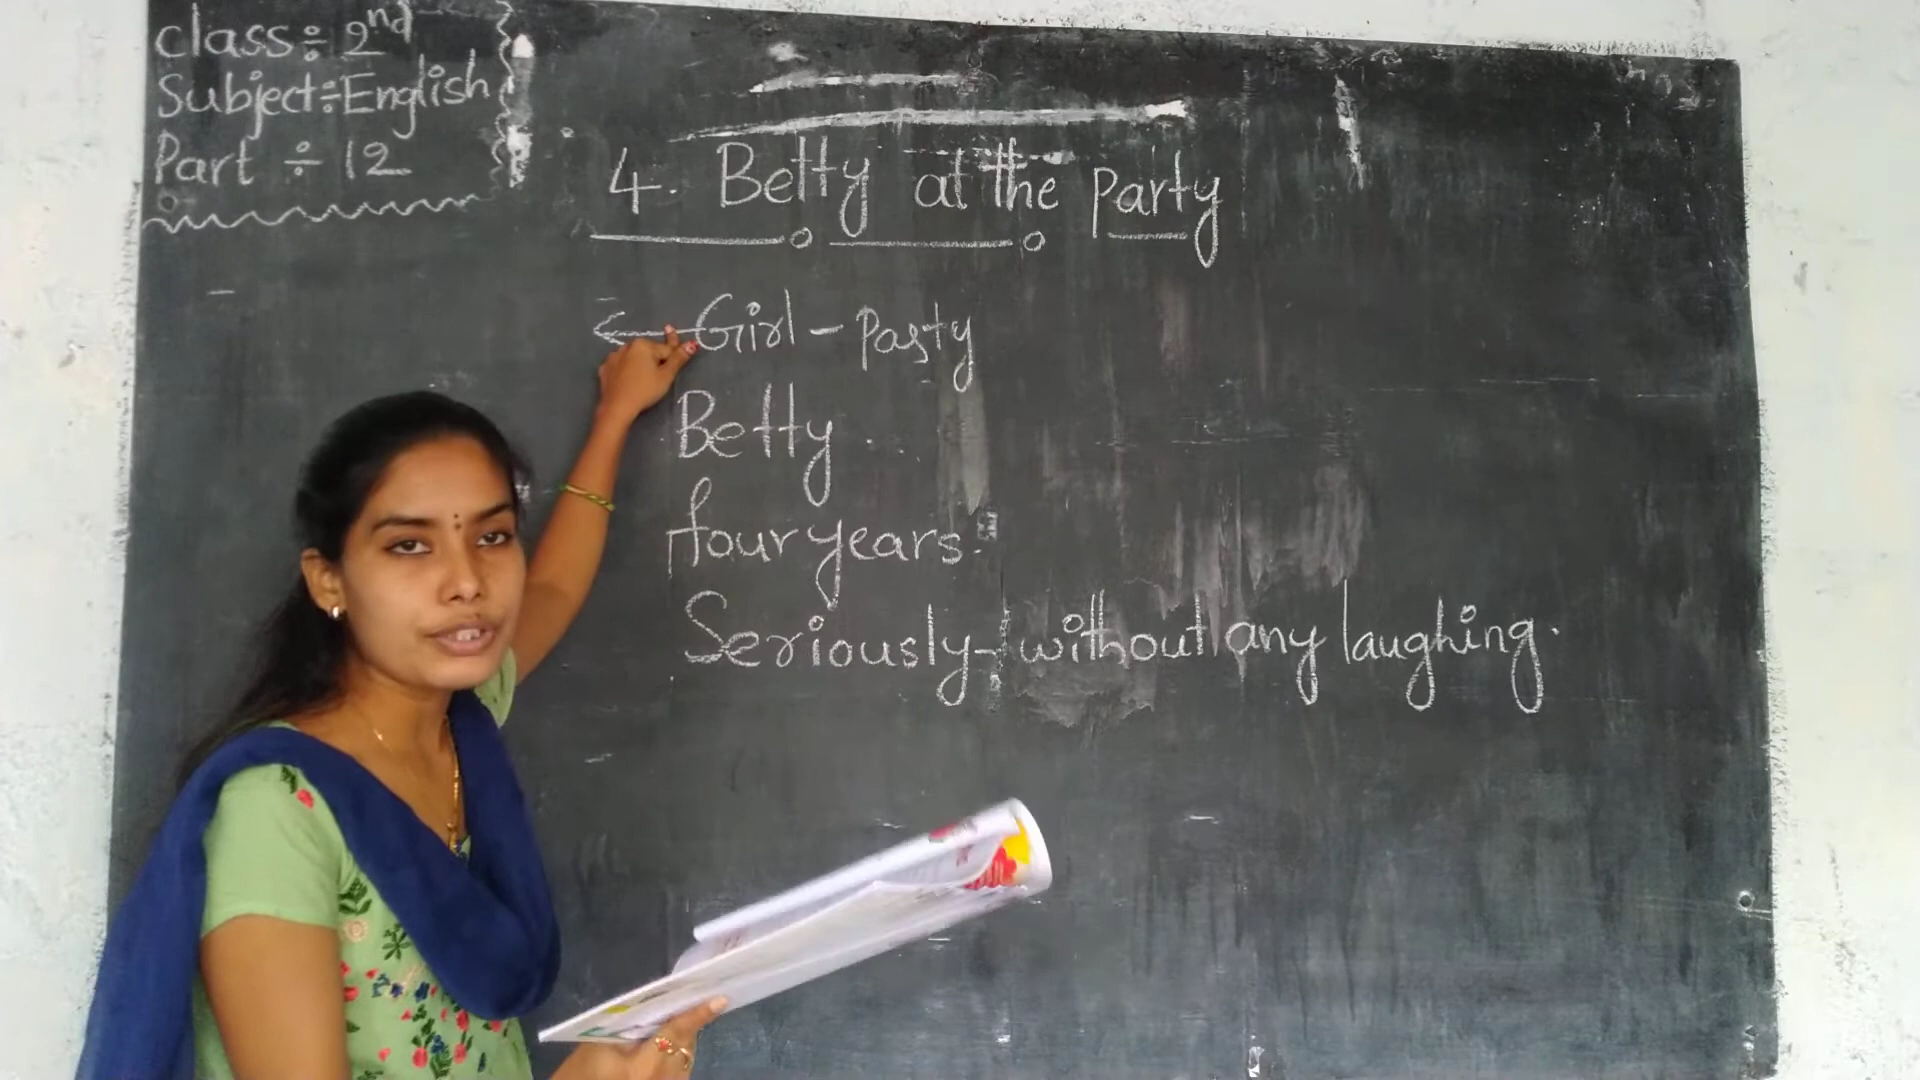 class ÷ 2nd
Subject ÷ English
Part ÷ 12
4. Betty at the Party
Girl - Party
Betty
four years.
Seriously - without any laughing.